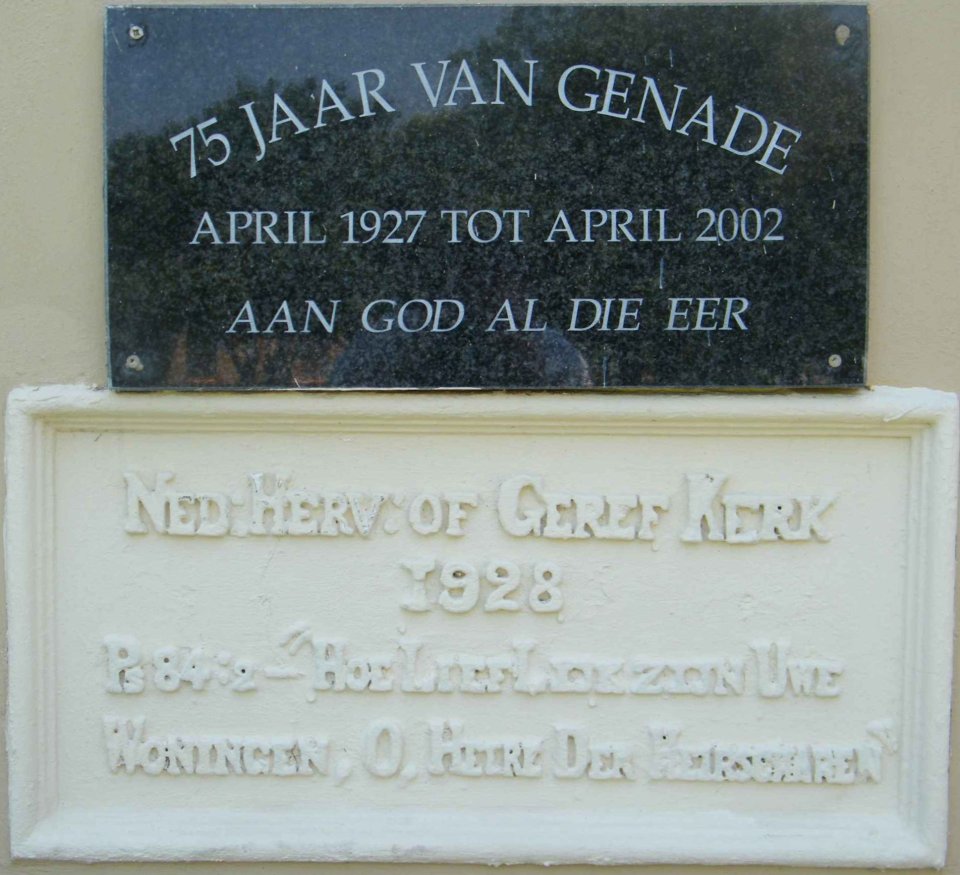 75 JAAR VAN GENADE
APRIL 1927 TOT APRIL 2002
AAN GOD AL DIE EER
NED. HERV. OF GEREF KERK
1928
Ps 84:2 – "HOE LIEFLIJK ZIJN UWE
WONINGEN, O, HEERE DER HEIRSCHAREN"